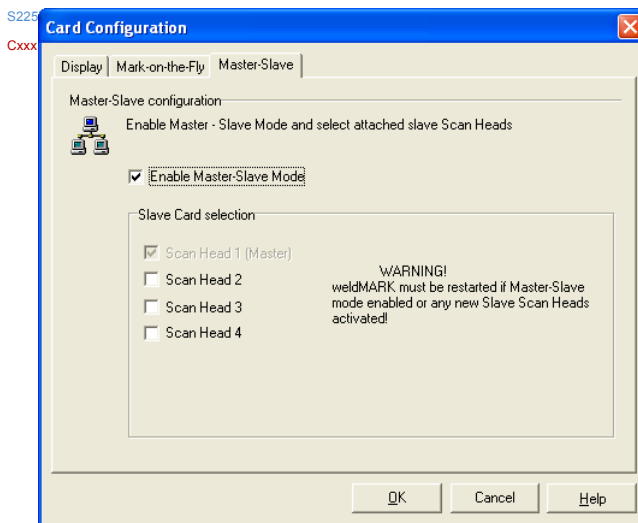 S225
Card Configuration
Cxxx
Display
Mark-on-the-Fly
Master-Slave
Master-Slave configuration
Enable Master - Slave Mode and select attached slave Scan Heads
Enable Master-Slave Mode
Slave Card selection
Scan Head 1 (Master)
Scan Head 2
Scan Head 3
Scan Head 4
WARNING!
weldMARK must be restarted if Master-Slave
mode enabled or any new Slave Scan Heads
activated!
OK
Cancel
Help